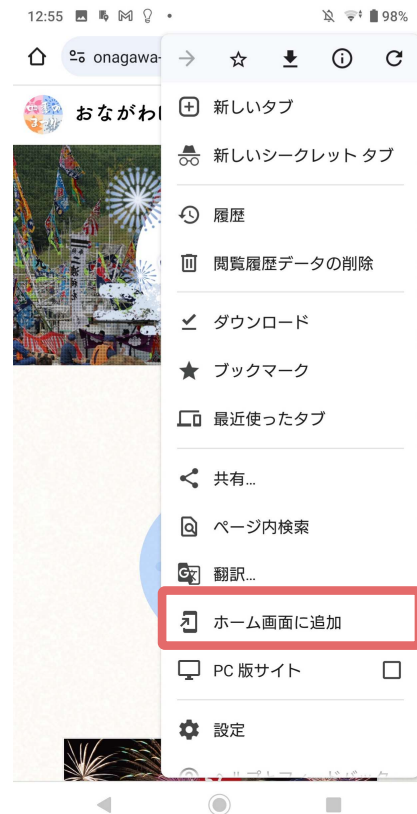 12:55
98%
onagawa-
おながわ
新しいタブ
新しいシークレット タブ
履歴
閲覧履歴データの削除
ダウンロード
ブックマーク
最近使ったタブ
共有...
ページ内検索
翻訳...
ホーム画面に追加
PC 版サイト
設定